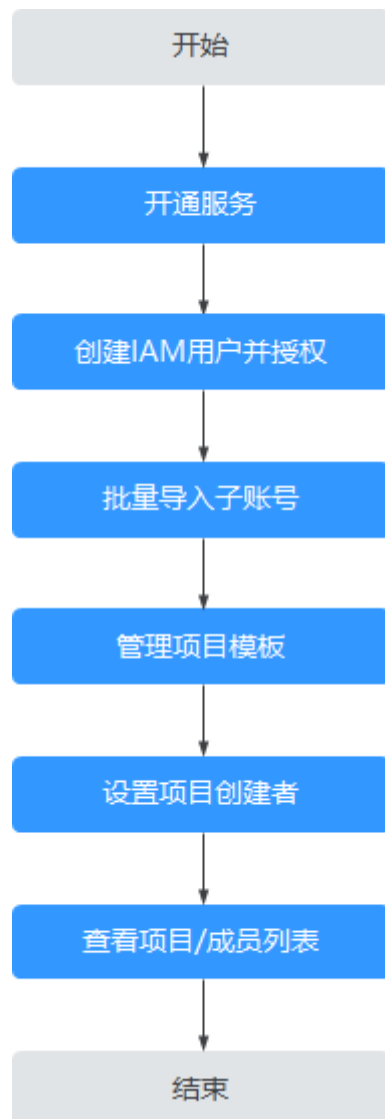 开始
开通服务
创建IAM用户并授权
批量导入子账号
管理项目模板
设置项目创建者
查看项目/成员列表
结束